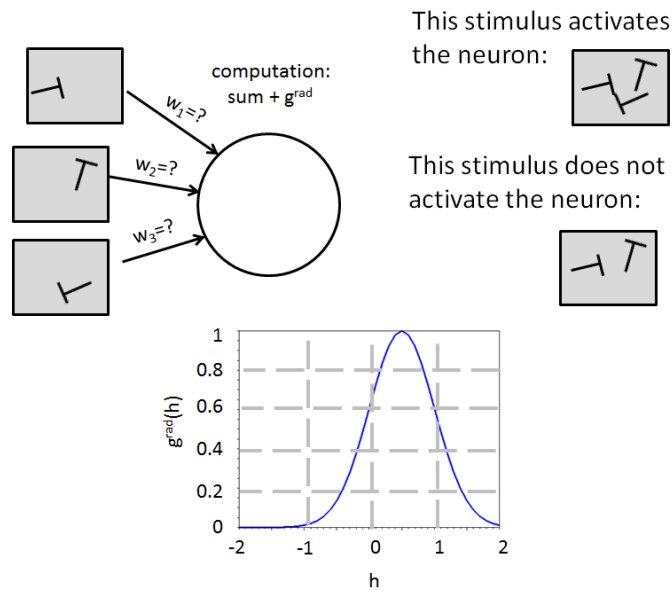 This stimulus activates
the neuron:
computation:
sum + g^rad
w₁=?
w₂=?
w₃=?
This stimulus does not
activate the neuron:
1
0.8
0.6
0.4
0.2
0
g^rad(h)
-2 -1 0 1 2
h